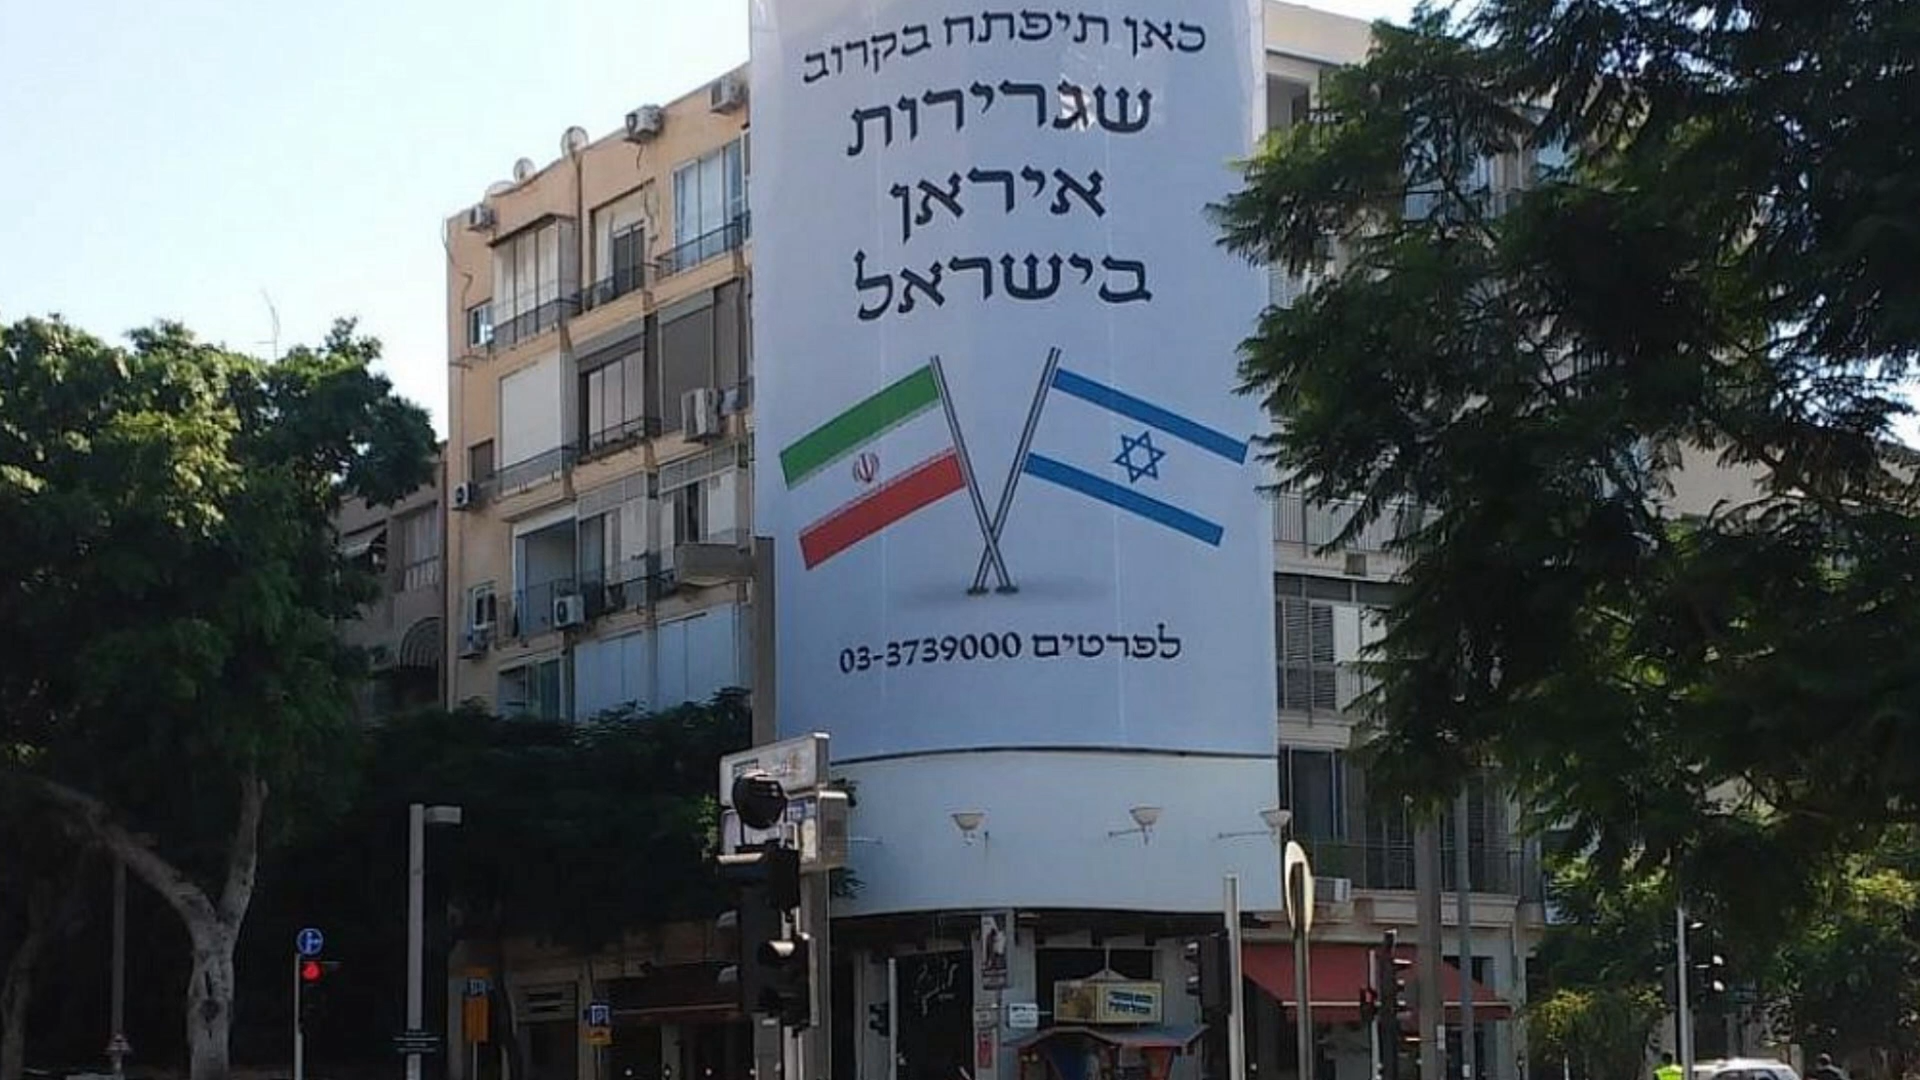 כאן תיפתח בקרוב
שגרירות
איראן
בישראל
לפרטים 03-3739000